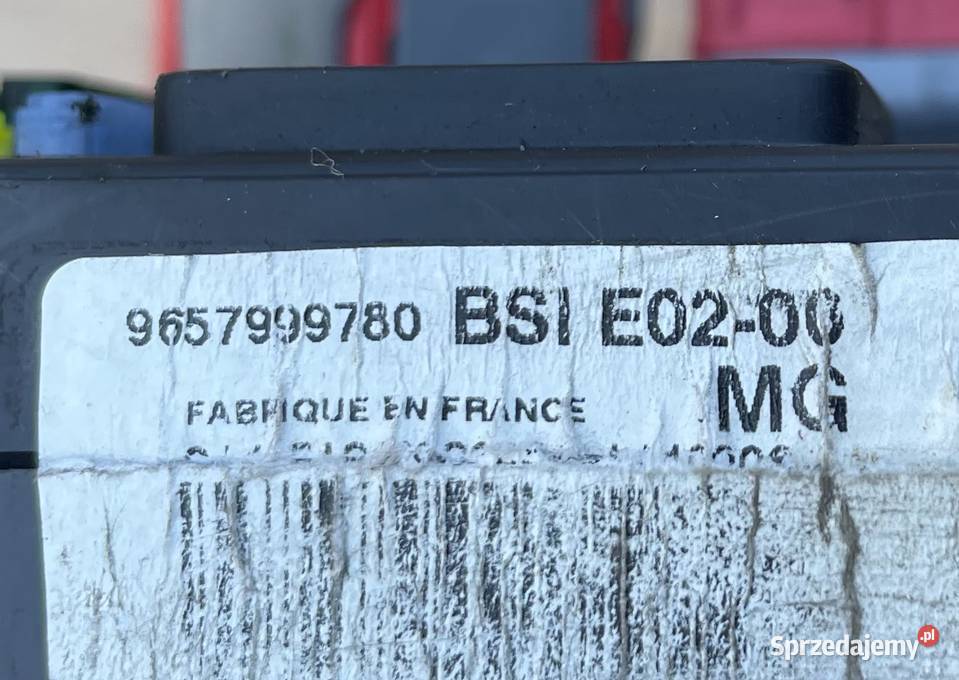 9657999780 BSI E02-00
MG
FABRIQUE EN FRANCE
Sprzedajemy.pl